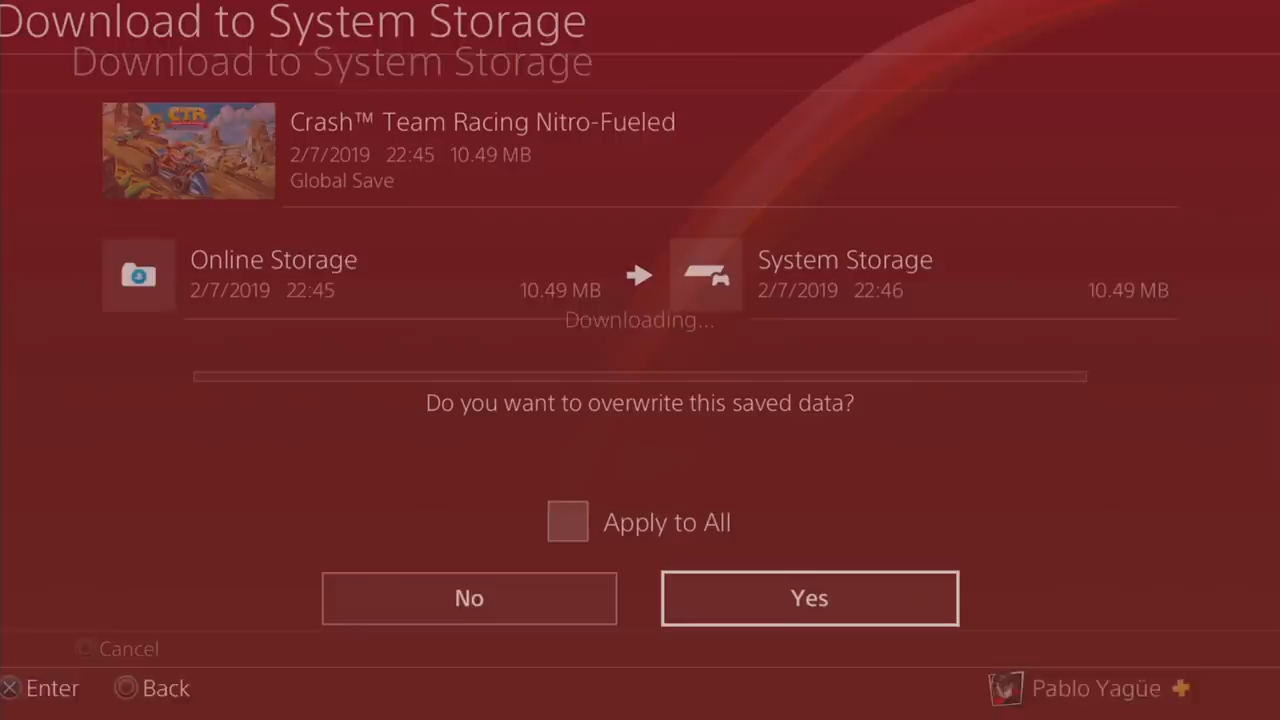 Download to System Storage
Download to System Storage
CTR
Crash™ Team Racing Nitro-Fueled
2/7/2019 22:45 10.49 MB
Global Save
Online Storage
2/7/2019 22:45 10.49 MB
System Storage
2/7/2019 22:46 10.49 MB
Downloading...
Do you want to overwrite this saved data?
Apply to All
No
Yes
Cancel
Enter
Back
Pablo Yagüe